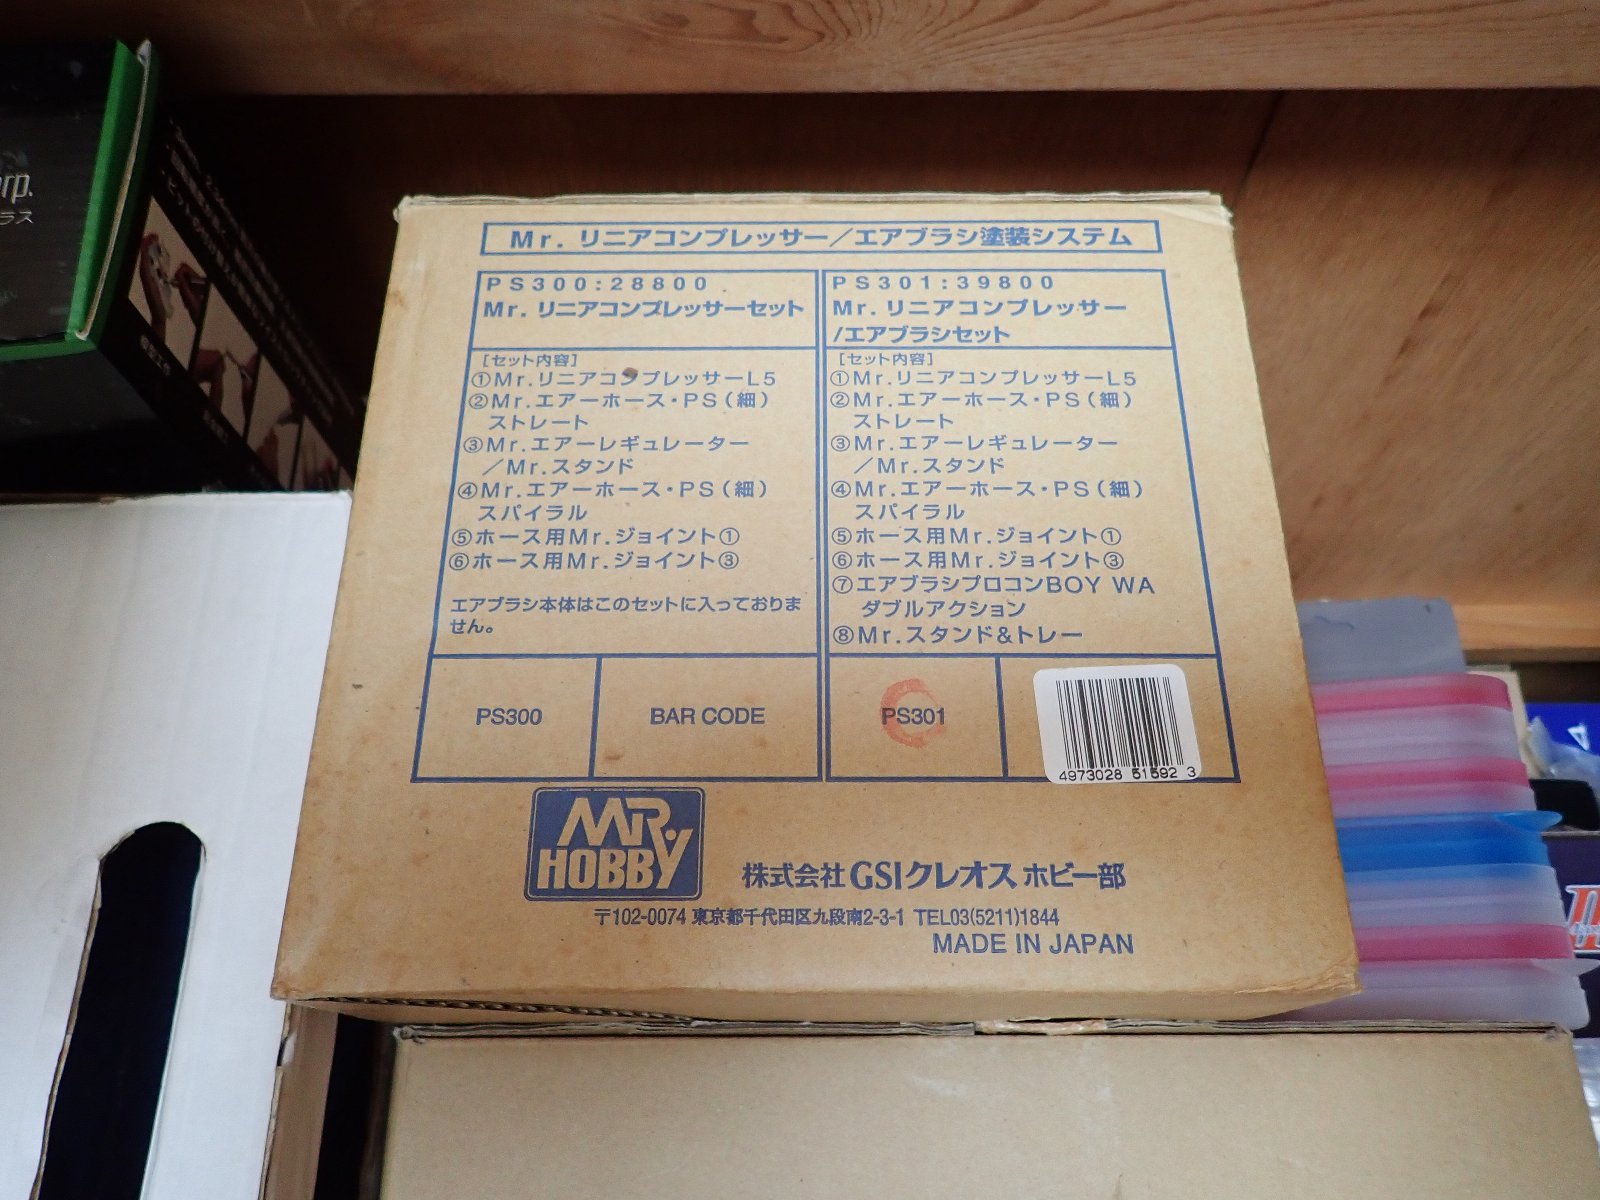 Mr. リニアコンプレッサー／エアブラシ塗装システム
PS300:28800
Mr. リニアコンプレッサーセット
[セット内容]
①Mr.リニアコンプレッサーL5
②Mr.エアーホース・PS（細）
ストレート
③Mr.エアーレギュレーター
／Mr.スタンド
④Mr.エアーホース・PS（細）
スパイラル
⑤ホース用Mr.ジョイント①
⑥ホース用Mr.ジョイント③
エアブラシ本体はこのセットに入っておりま
せん。
PS300
BAR CODE
PS301:39800
Mr. リニアコンプレッサー
/エアブラシセット
[セット内容]
①Mr.リニアコンプレッサーL5
②Mr.エアーホース・PS（細）
ストレート
③Mr.エアーレギュレーター
／Mr.スタンド
④Mr.エアーホース・PS（細）
スパイラル
⑤ホース用Mr.ジョイント①
⑥ホース用Mr.ジョイント③
⑦エアブラシプロコンBOY WA
ダブルアクション
⑧Mr.スタンド&トレー
PS301
4973028 51592 3
MR.
HOBBY
株式会社 GSIクレオス ホビー部
〒102-0074 東京都千代田区九段南2-3-1 TEL03(5211)1844
MADE IN JAPAN